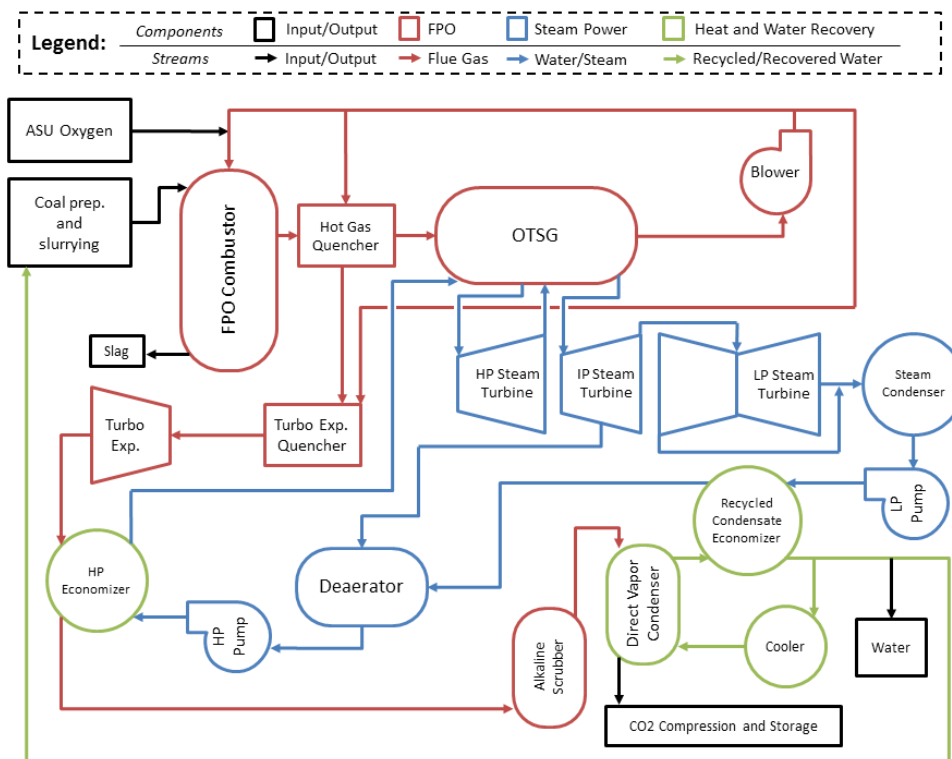 Legend:
Components
Input/Output
FPO
Steam Power
Heat and Water Recovery
Streams
Input/Output
Flue Gas
Water/Steam
Recycled/Recovered Water
ASU Oxygen
Blower
Coal prep.
and
slurrying
FPO Combustor
Hot Gas
Quencher
OTSG
Slag
HP Steam
Turbine
IP Steam
Turbine
LP Steam
Turbine
Steam
Condenser
Turbo
Exp.
Turbo Exp.
Quencher
LP
Pump
Recycled
Condensate
Economizer
HP
Economizer
Deaerator
HP
Pump
Alkaline
Scrubber
Direct Vapor
Condenser
Cooler
Water
CO2 Compression and Storage